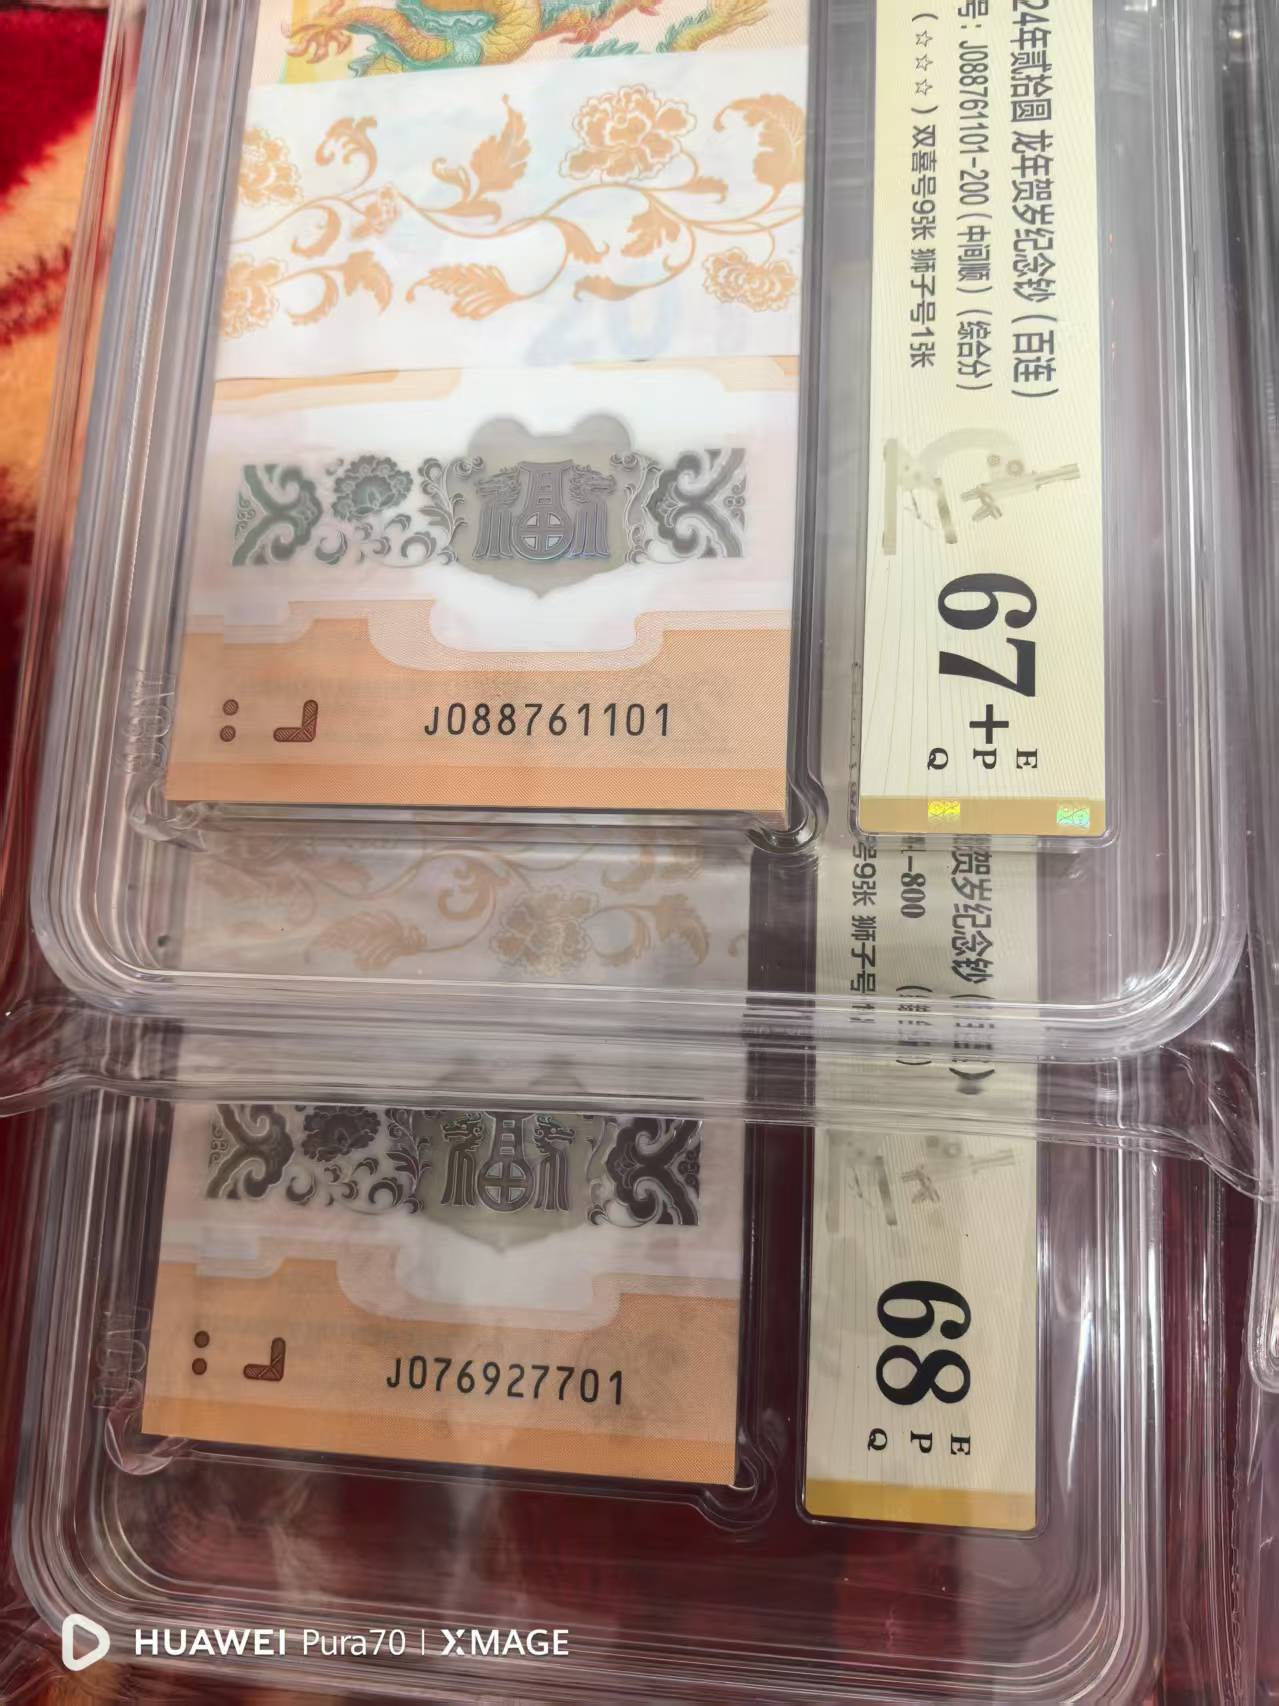 24年贰拾圆 龙年贺岁纪念钞(百连)
号: J088761101-200(中间顺)(综合分)
(☆☆☆)双喜号9张 狮子号1张
67+
E
P
Q
J088761101
贺岁纪念钞
-800
号9张 狮子号
68
E
P
Q
J076927701
HUAWEI Pura70 | XMAGE